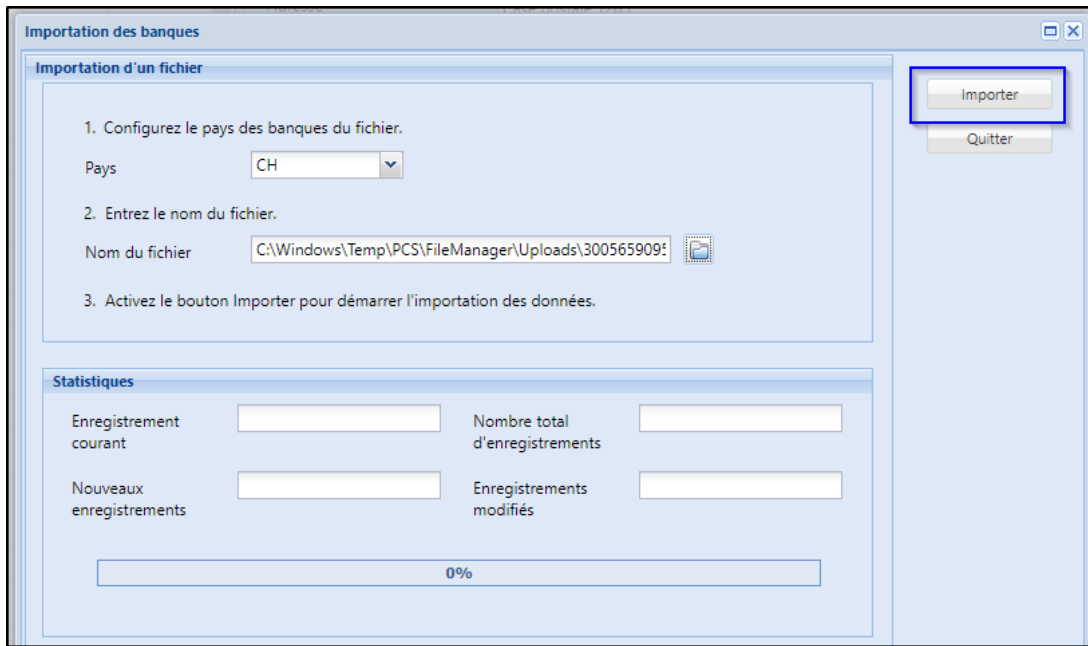 Importation des banques
Importation d'un fichier
Importer
Quitter
1. Configurez le pays des banques du fichier.
Pays CH
2. Entrez le nom du fichier.
Nom du fichier C:\Windows\Temp\PCS\FileManager\Uploads\300565909
3. Activez le bouton Importer pour démarrer l'importation des données.
Statistiques
Enregistrement
courant
Nombre total
d'enregistrements
Nouveaux
enregistrements
Enregistrements
modifiés
0%